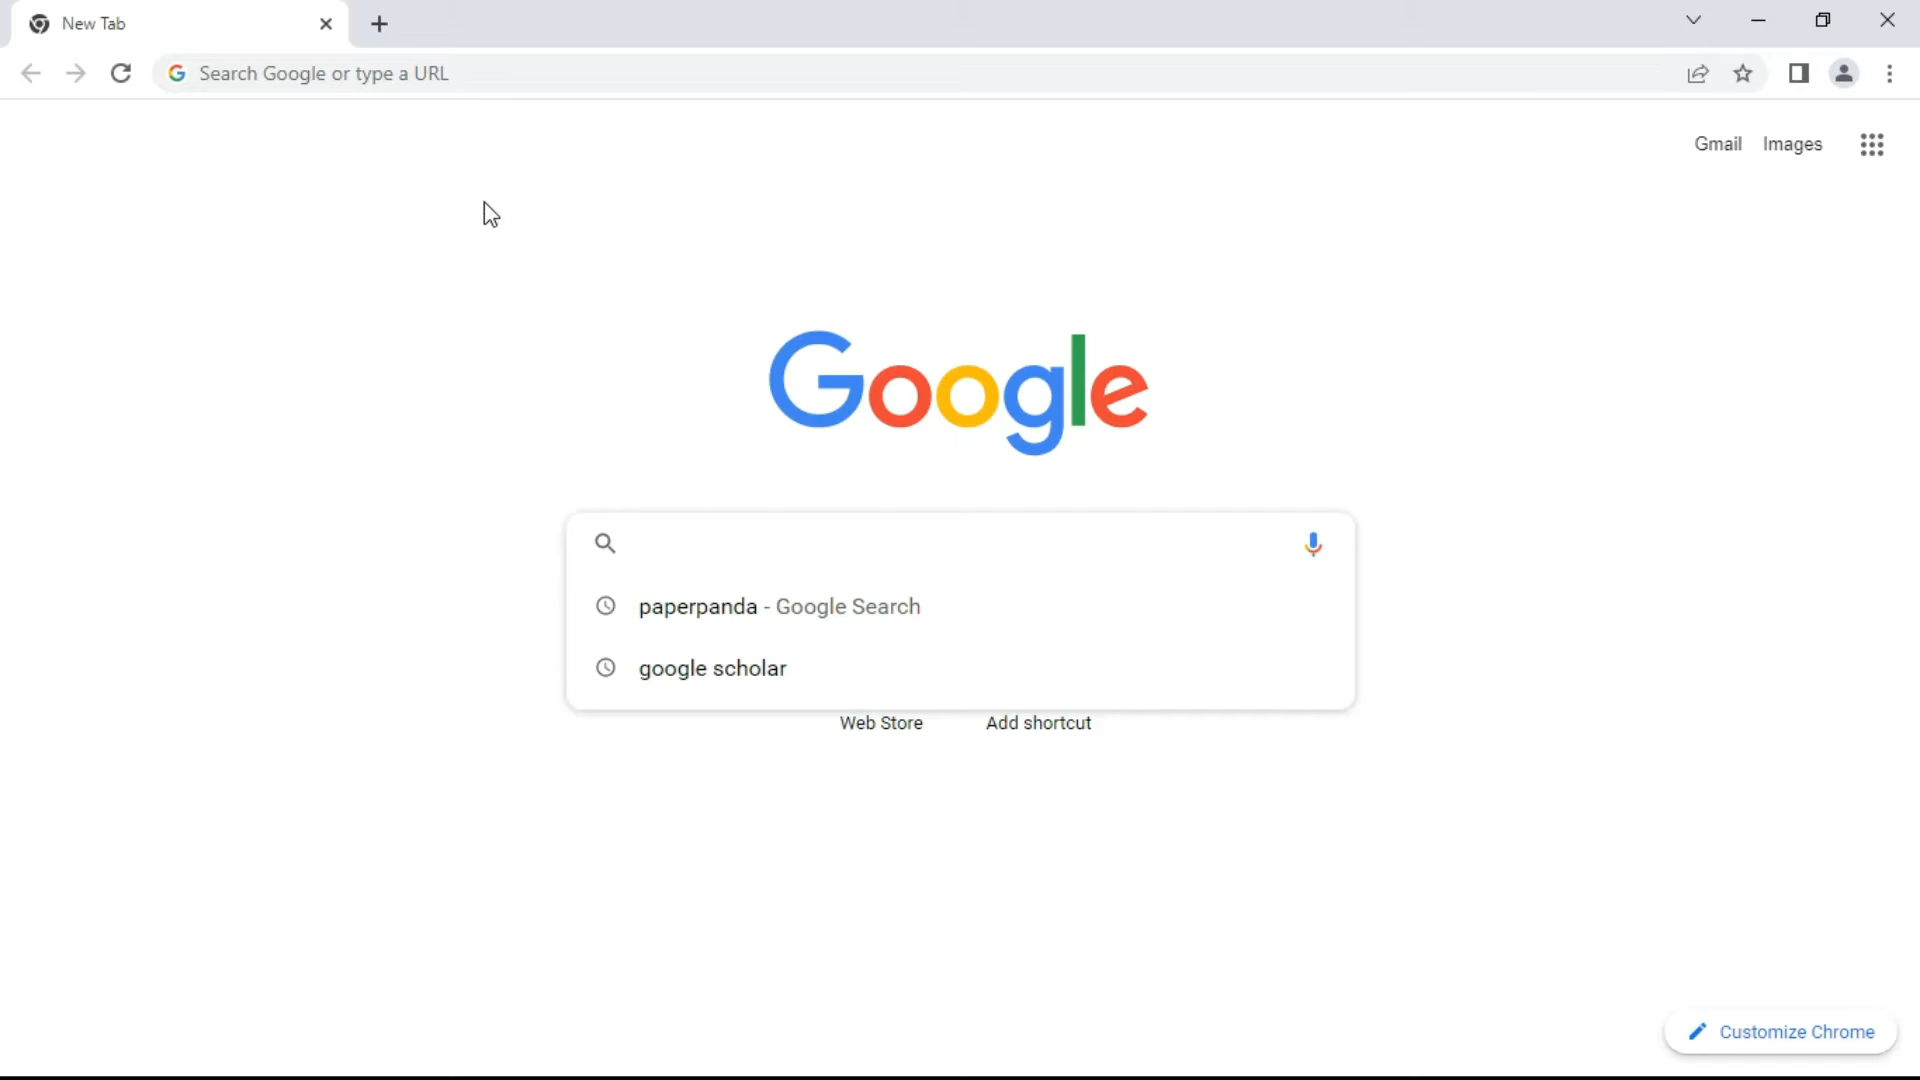 New Tab
Search Google or type a URL
Gmail Images
Google
paperpanda - Google Search
google scholar
Web Store Add shortcut
Customize Chrome